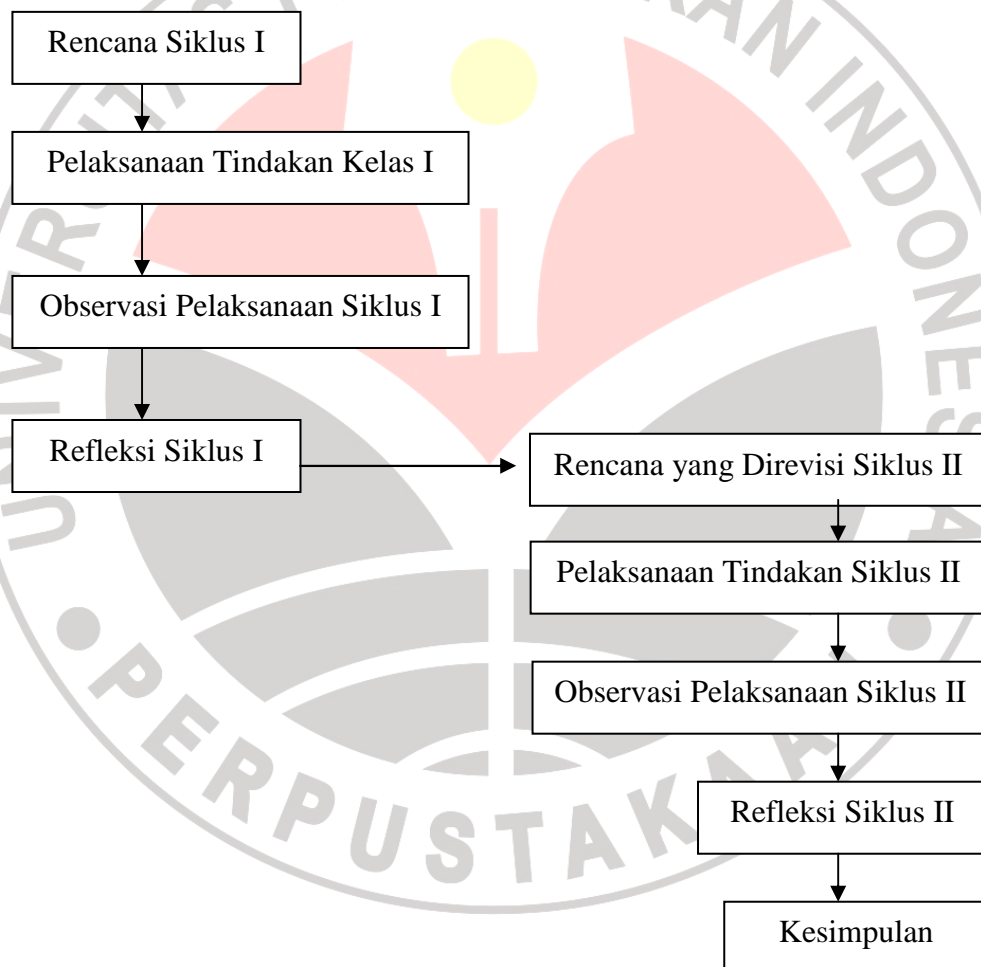 Rencana Siklus I
Pelaksanaan Tindakan Kelas I
Observasi Pelaksanaan Siklus I
Refleksi Siklus I
Rencana yang Direvisi Siklus II
Pelaksanaan Tindakan Siklus II
Observasi Pelaksanaan Siklus II
Refleksi Siklus II
Kesimpulan
PERPUSTAKAA